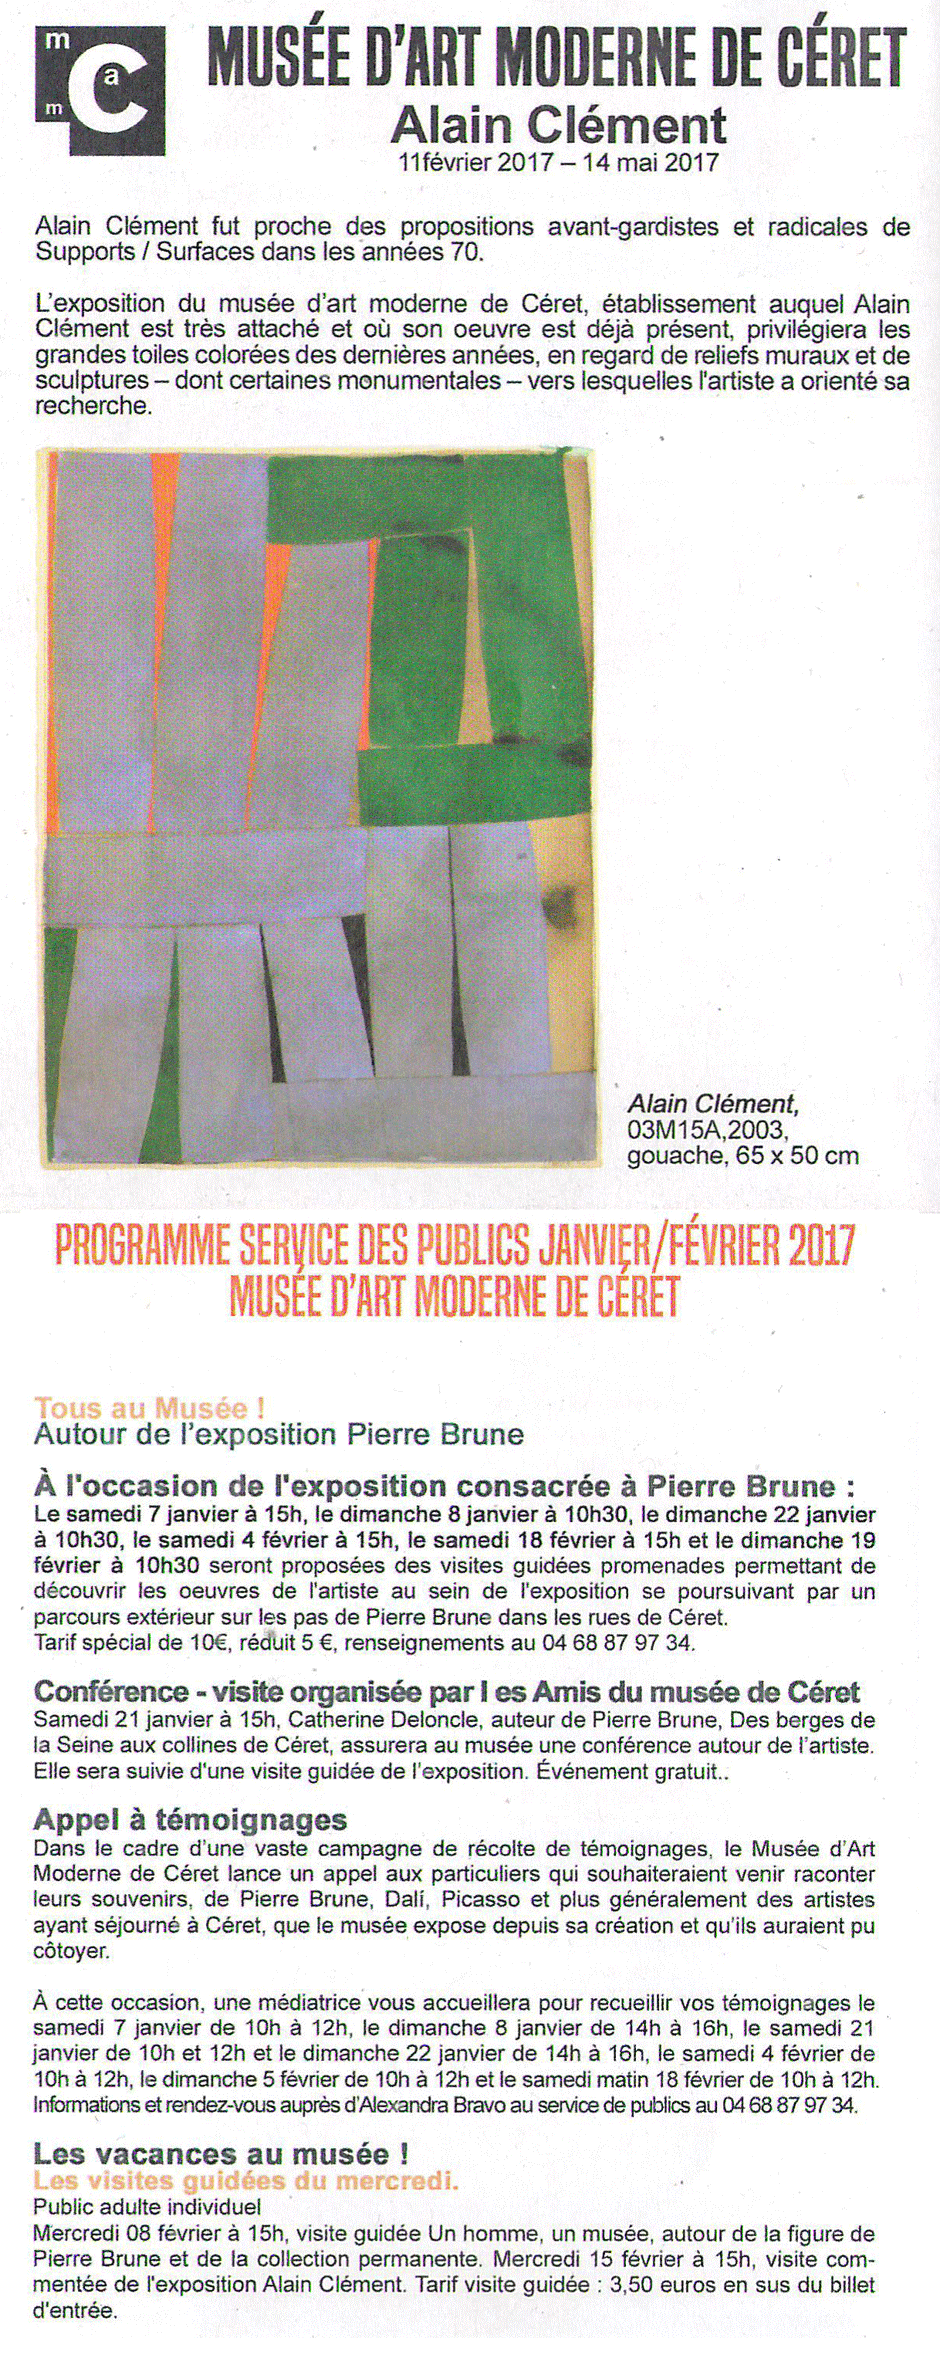 m
C
a
m
MUSÉE D'ART MODERNE DE CÉRET
Alain Clément
11février 2017 – 14 mai 2017
Alain Clément fut proche des propositions avant-gardistes et radicales de
Supports / Surfaces dans les années 70.
L'exposition du musée d'art moderne de Céret, établissement auquel Alain
Clément est très attaché et où son oeuvre est déjà présent, privilégiera les
grandes toiles colorées des dernières années, en regard de reliefs muraux et de
sculptures – dont certaines monumentales – vers lesquelles l'artiste a orienté sa
recherche.
Alain Clément,
03M15A,2003,
gouache, 65 x 50 cm
PROGRAMME SERVICE DES PUBLICS JANVIER/FÉVRIER 2017
MUSÉE D'ART MODERNE DE CÉRET
Tous au Musée !
Autour de l'exposition Pierre Brune
À l'occasion de l'exposition consacrée à Pierre Brune :
Le samedi 7 janvier à 15h, le dimanche 8 janvier à 10h30, le dimanche 22 janvier
à 10h30, le samedi 4 février à 15h, le samedi 18 février à 15h et le dimanche 19
février à 10h30 seront proposées des visites guidées promenades permettant de
découvrir les oeuvres de l'artiste au sein de l'exposition se poursuivant par un
parcours extérieur sur les pas de Pierre Brune dans les rues de Céret.
Tarif spécial de 10€, réduit 5 €, renseignements au 04 68 87 97 34.
Conférence - visite organisée par l es Amis du musée de Céret
Samedi 21 janvier à 15h, Catherine Deloncle, auteur de Pierre Brune, Des berges de
la Seine aux collines de Céret, assurera au musée une conférence autour de l'artiste.
Elle sera suivie d'une visite guidée de l'exposition. Événement gratuit..
Appel à témoignages
Dans le cadre d'une vaste campagne de récolte de témoignages, le Musée d'Art
Moderne de Céret lance un appel aux particuliers qui souhaiteraient venir raconter
leurs souvenirs, de Pierre Brune, Dalí, Picasso et plus généralement des artistes
ayant séjourné à Céret, que le musée expose depuis sa création et qu'ils auraient pu
côtoyer.
À cette occasion, une médiatrice vous accueillera pour recueillir vos témoignages le
samedi 7 janvier de 10h à 12h, le dimanche 8 janvier de 14h à 16h, le samedi 21
janvier de 10h et 12h et le dimanche 22 janvier de 14h à 16h, le samedi 4 février de
10h à 12h, le dimanche 5 février de 10h à 12h et le samedi matin 18 février de 10h à 12h.
Informations et rendez-vous auprès d'Alexandra Bravo au service de publics au 04 68 87 97 34.
Les vacances au musée !
Les visites guidées du mercredi.
Public adulte individuel
Mercredi 08 février à 15h, visite guidée Un homme, un musée, autour de la figure de
Pierre Brune et de la collection permanente. Mercredi 15 février à 15h, visite com-
mentée de l'exposition Alain Clément. Tarif visite guidée : 3,50 euros en sus du billet
d'entrée.